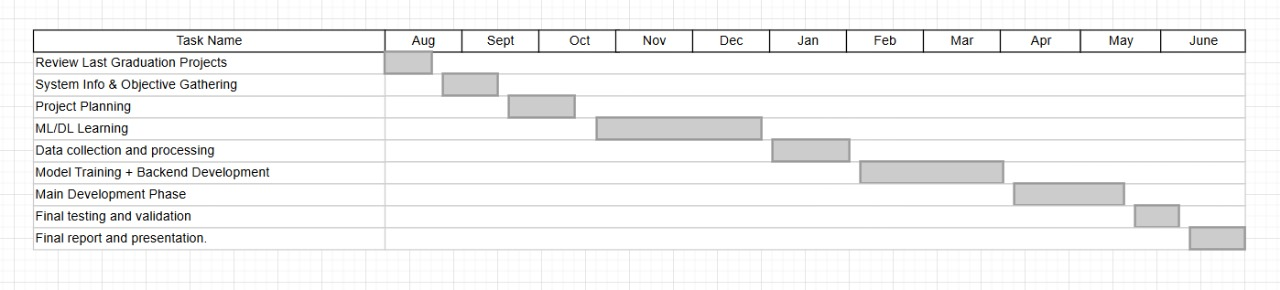 Task Name Aug Sept Oct Nov Dec Jan Feb Mar Apr May June
Review Last Graduation Projects
System Info & Objective Gathering
Project Planning
ML/DL Learning
Data collection and processing
Model Training + Backend Development
Main Development Phase
Final testing and validation
Final report and presentation.